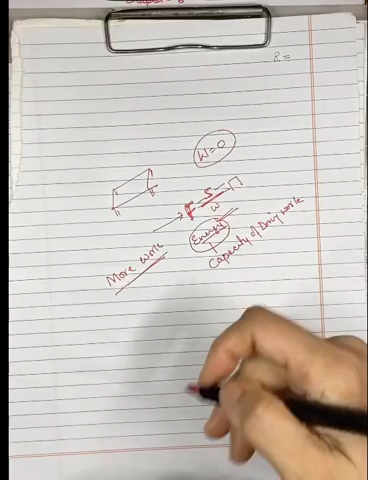 R =
W=0
F S
W
Energy
Capacity of Doing work
More work